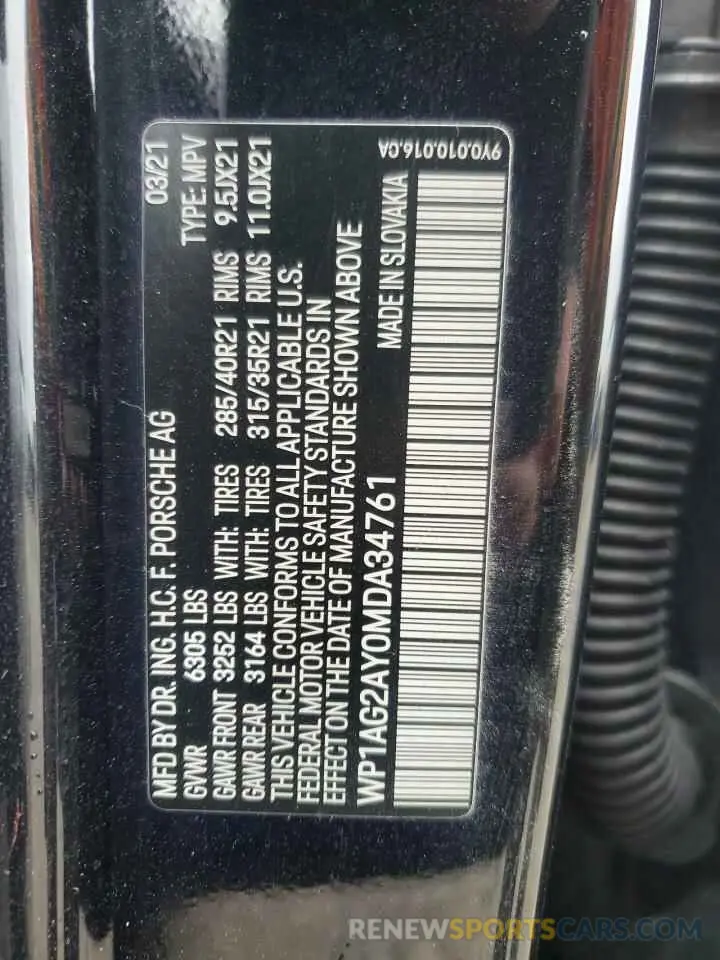 MFD BY DR. ING. H.C. F. PORSCHE AG 03/21
GVWR 6305 LBS TYPE: MPV
GAWR FRONT 3252 LBS WITH: TIRES 285/40R21 RIMS 9.5JX21
GAWR REAR 3164 LBS WITH: TIRES 315/35R21 RIMS 11.0JX21
THIS VEHICLE CONFORMS TO ALL APPLICABLE U.S.
FEDERAL MOTOR VEHICLE SAFETY STANDARDS IN
EFFECT ON THE DATE OF MANUFACTURE SHOWN ABOVE
WP1AG2AY0MDA34761 MADE IN SLOVAKIA
9Y0.010.016.CA
RENEWSPORTSCARS.COM